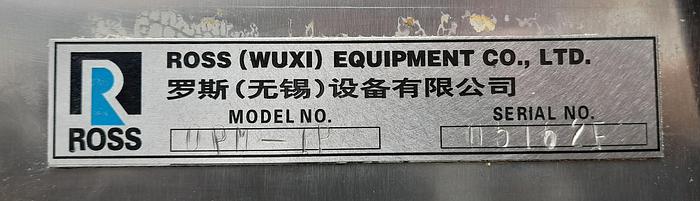 ROSS (WUXI) EQUIPMENT CO., LTD.
罗斯(无锡)设备有限公司
ROSS
MODEL NO.
SERIAL NO.